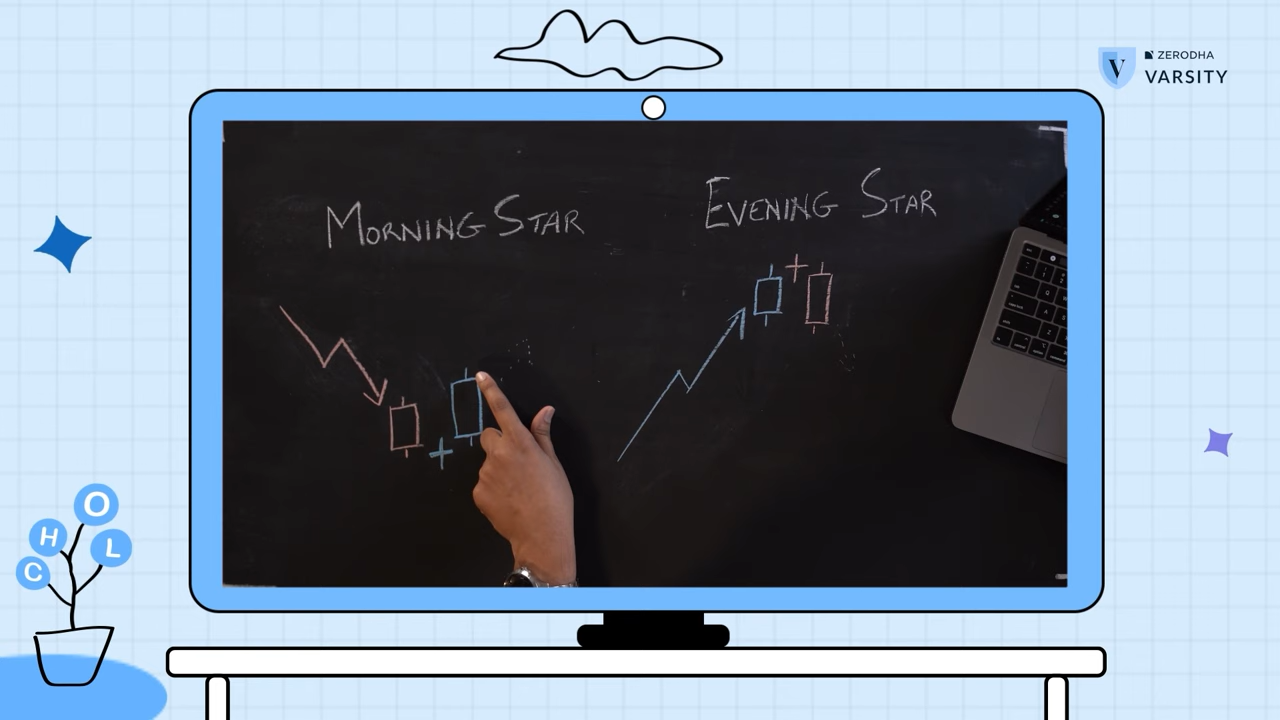 ZERODHA
VARSITY
MORNING STAR
EVENING STAR
O
H
L
C